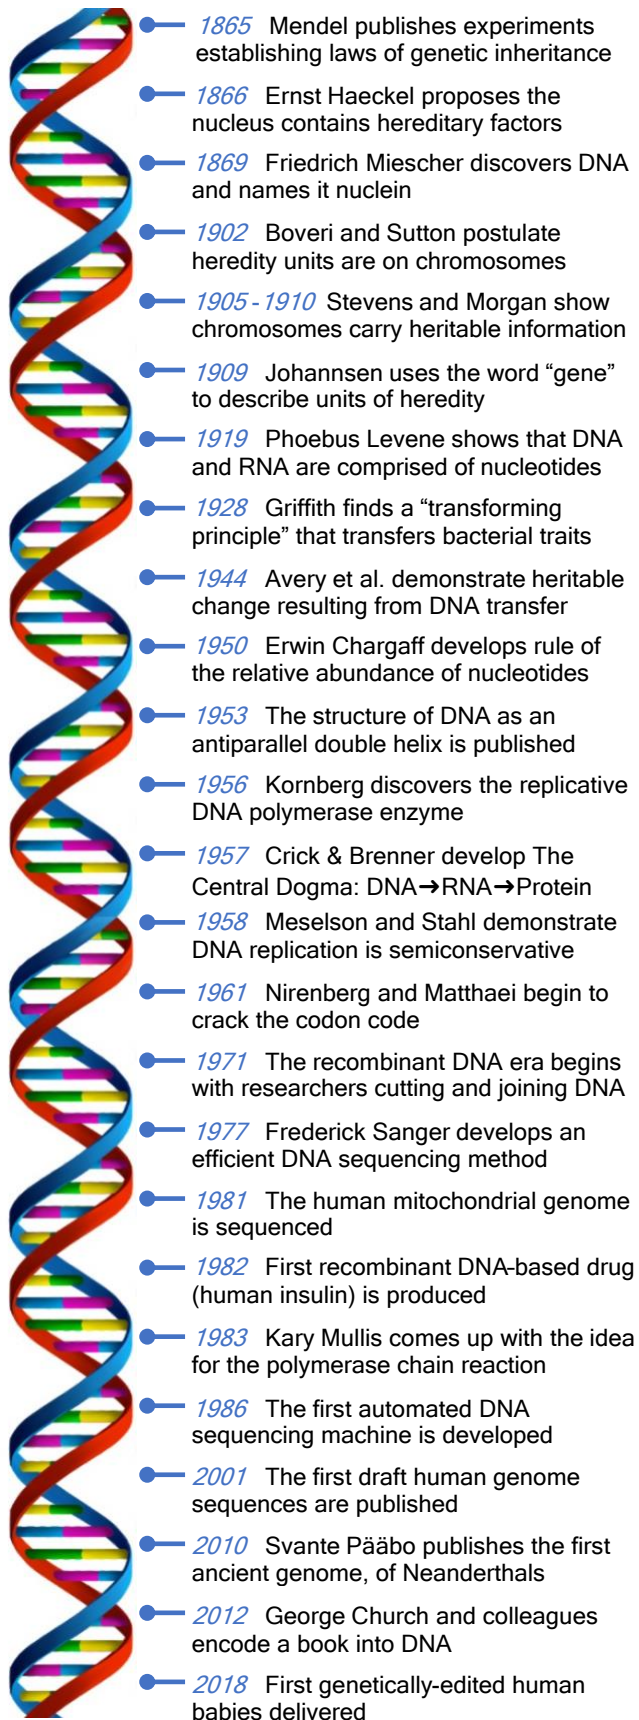 1865 Mendel publishes experiments
establishing laws of genetic inheritance
1866 Ernst Haeckel proposes the
nucleus contains hereditary factors
1869 Friedrich Miescher discovers DNA
and names it nuclein
1902 Boveri and Sutton postulate
heredity units are on chromosomes
1905-1910 Stevens and Morgan show
chromosomes carry heritable information
1909 Johannsen uses the word “gene”
to describe units of heredity
1919 Phoebus Levene shows that DNA
and RNA are comprised of nucleotides
1928 Griffith finds a “transforming
principle” that transfers bacterial traits
1944 Avery et al. demonstrate heritable
change resulting from DNA transfer
1950 Erwin Chargaff develops rule of
the relative abundance of nucleotides
1953 The structure of DNA as an
antiparallel double helix is published
1956 Kornberg discovers the replicative
DNA polymerase enzyme
1957 Crick & Brenner develop The
Central Dogma: DNA→RNA→Protein
1958 Meselson and Stahl demonstrate
DNA replication is semiconservative
1961 Nirenberg and Matthaei begin to
crack the codon code
1971 The recombinant DNA era begins
with researchers cutting and joining DNA
1977 Frederick Sanger develops an
efficient DNA sequencing method
1981 The human mitochondrial genome
is sequenced
1982 First recombinant DNA-based drug
(human insulin) is produced
1983 Kary Mullis comes up with the idea
for the polymerase chain reaction
1986 The first automated DNA
sequencing machine is developed
2001 The first draft human genome
sequences are published
2010 Svante Pääbo publishes the first
ancient genome, of Neanderthals
2012 George Church and colleagues
encode a book into DNA
2018 First genetically-edited human
babies delivered